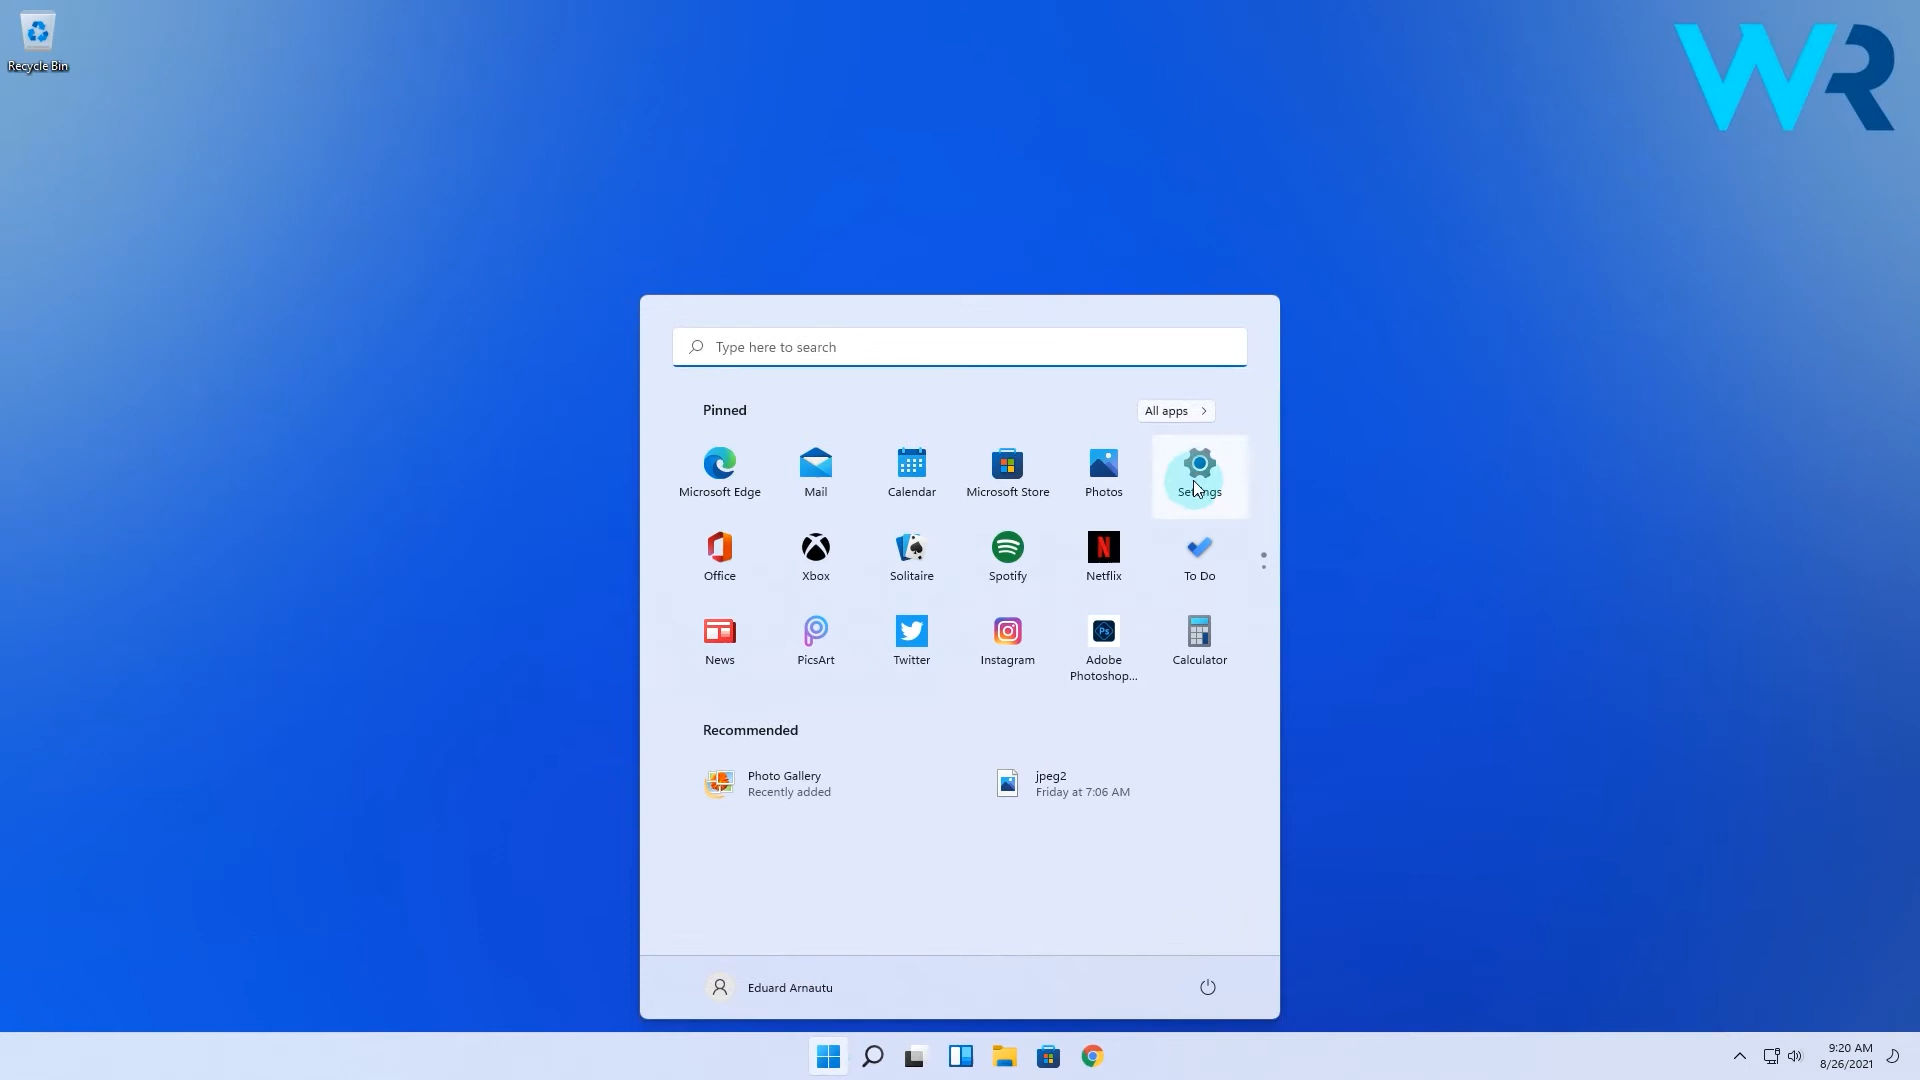 Recycle Bin
WR
Type here to search
Pinned
All apps
Microsoft Edge
Mail
Calendar
Microsoft Store
Photos
Settings
Office
Xbox
Solitaire
Spotify
Netflix
To Do
News
PicsArt
Twitter
Instagram
Adobe
Photoshop...
Calculator
Recommended
Photo Gallery
Recently added
jpeg2
Friday at 7:06 AM
Eduard Arnautu
9:20 AM
8/26/2021